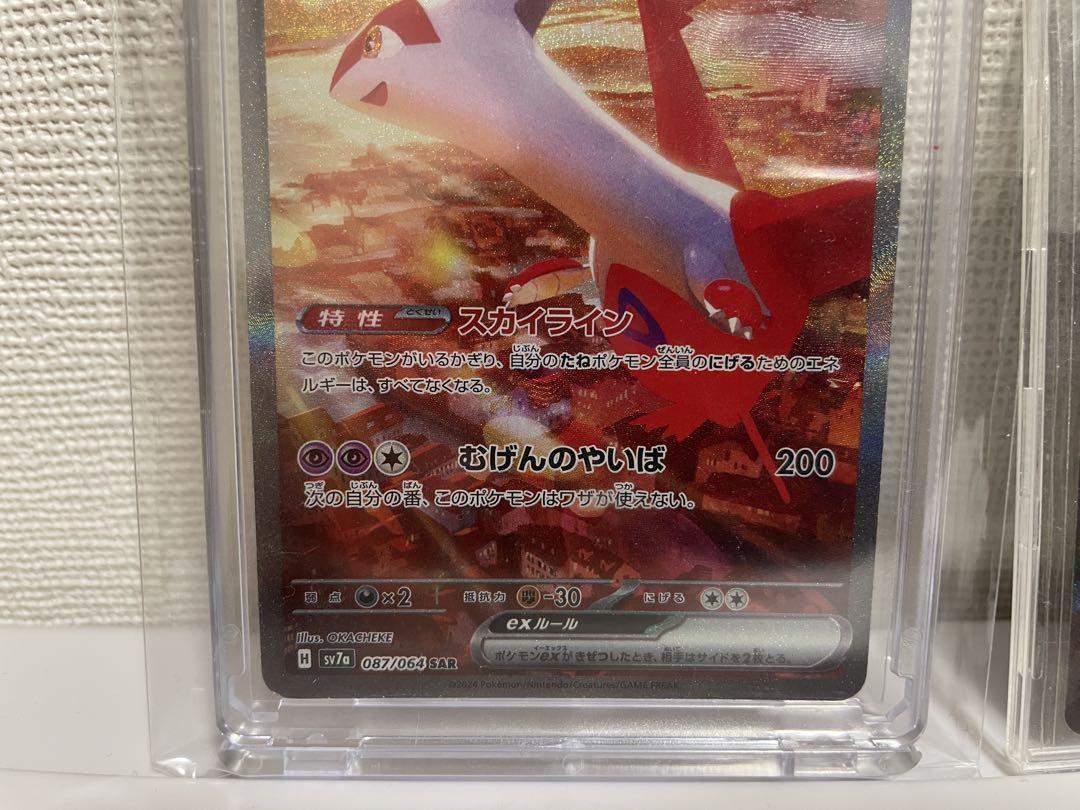 特性 とくせい スカイライン
このポケモンがいるかぎり、自分のたねポケモン全員のにげるためのエネ
ルギーは、すべてなくなる。
むげんのやいば 200
次の自分の番、このポケモンはワザが使えない。
弱点 ×2 抵抗力 -30 にげる
exルール
ポケモンexがきぜつしたとき、相手はサイドを2枚とる。
Illus. OKACHEKE
H sv7a 087/064 SAR
©2024 Pokémon/Nintendo/Creatures/GAME FREAK